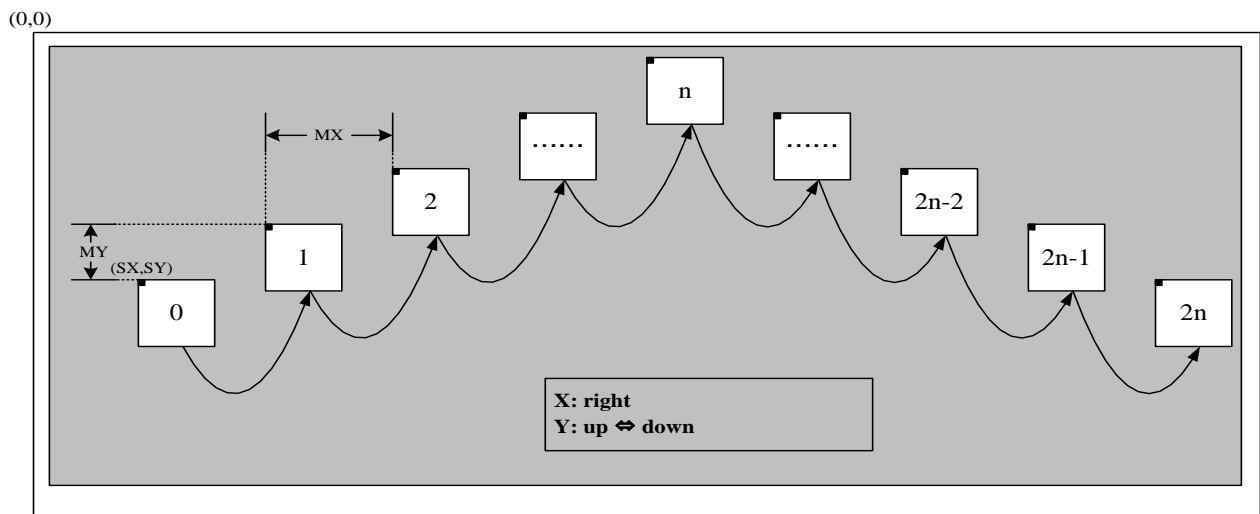 (0,0)
n
MX
......
......
2
2n-2
1
2n-1
MY
(SX,SY)
0
2n
X: right
Y: up ⇔ down